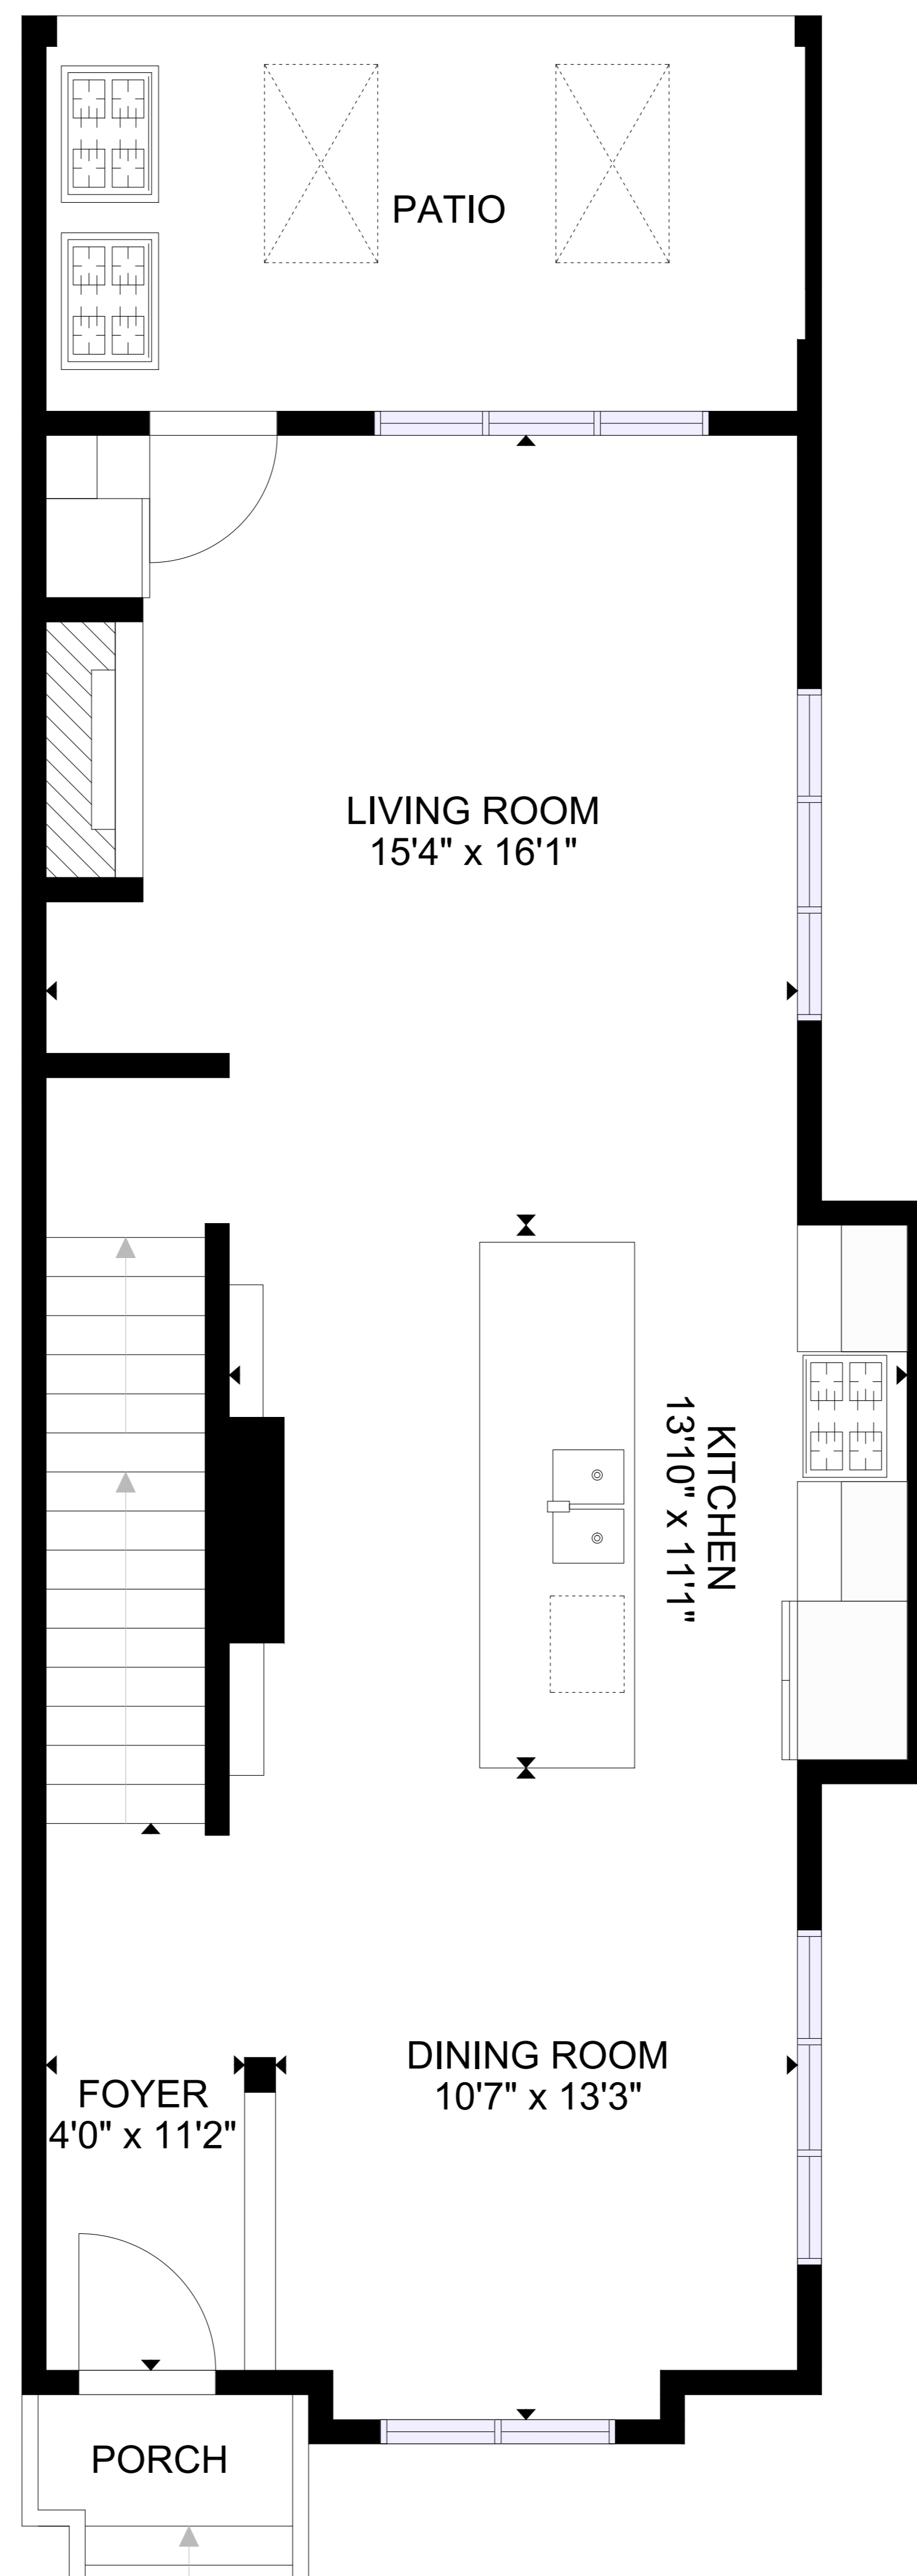 PATIO
LIVING ROOM
15'4" x 16'1"
KITCHEN
13'10" x 11'1"
DINING ROOM
10'7" x 13'3"
FOYER
4'0" x 11'2"
PORCH